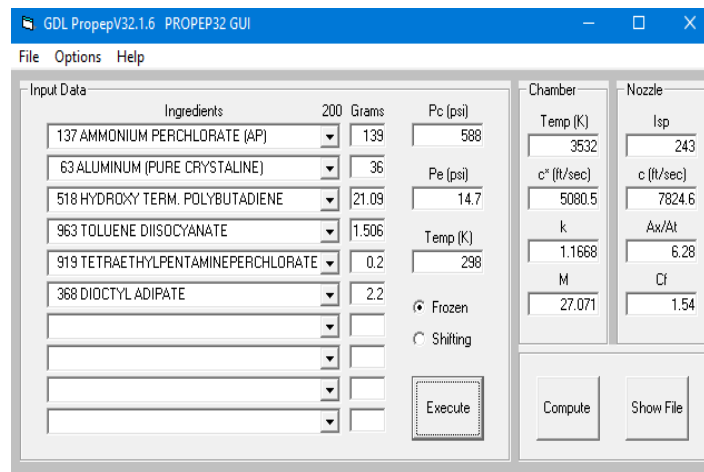 GDL PropepV32.1.6 PROPEP32 GUI
File Options Help
Input Data
Ingredients 200 Grams
137 AMMONIUM PERCHLORATE (AP) 139
63 ALUMINUM (PURE CRYSTALINE) 36
518 HYDROXY TERM. POLYBUTADIENE 21.09
963 TOLUENE DIISOCYANATE 1.506
919 TETRAETHYLPENTAMINEPERCHLORATE 0.2
368 DIOCTYL ADIPATE 2.2
Pc (psi)
588
Pe (psi)
14.7
Temp (K)
298
Frozen
Shifting
Execute
Chamber
Temp (K)
3532
c* (ft/sec)
5080.5
k
1.1668
M
27.071
Nozzle
Isp
243
c (ft/sec)
7824.6
Ax/At
6.28
Cf
1.54
Compute
Show File